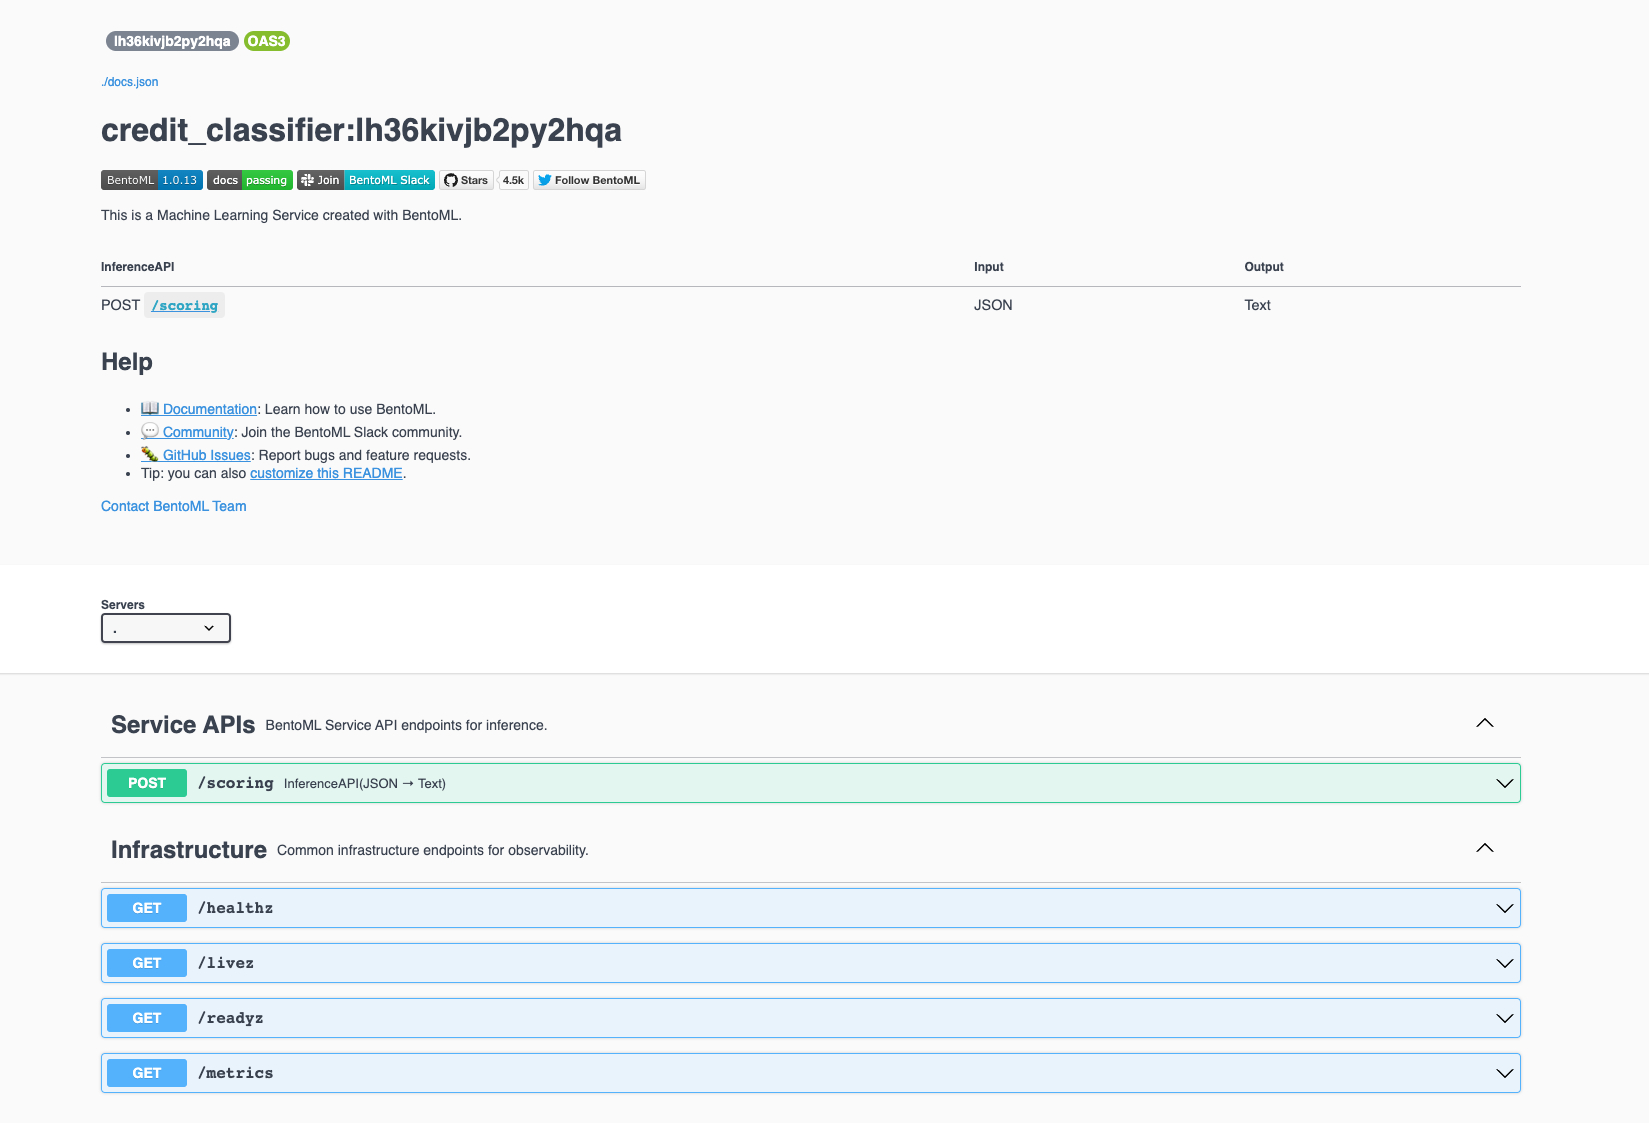 lh36kivjb2py2hqa OAS3
./docs.json
credit_classifier:lh36kivjb2py2hqa
BentoML 1.0.13 docs passing Join BentoML Slack Stars 4.5k Follow BentoML
This is a Machine Learning Service created with BentoML.
InferenceAPI Input Output
POST /scoring JSON Text
Help
Documentation: Learn how to use BentoML.
Community: Join the BentoML Slack community.
GitHub Issues: Report bugs and feature requests.
Tip: you can also customize this README.
Contact BentoML Team
Servers
.
Service APIs BentoML Service API endpoints for inference.
POST /scoring InferenceAPI(JSON → Text)
Infrastructure Common infrastructure endpoints for observability.
GET /healthz
GET /livez
GET /readyz
GET /metrics